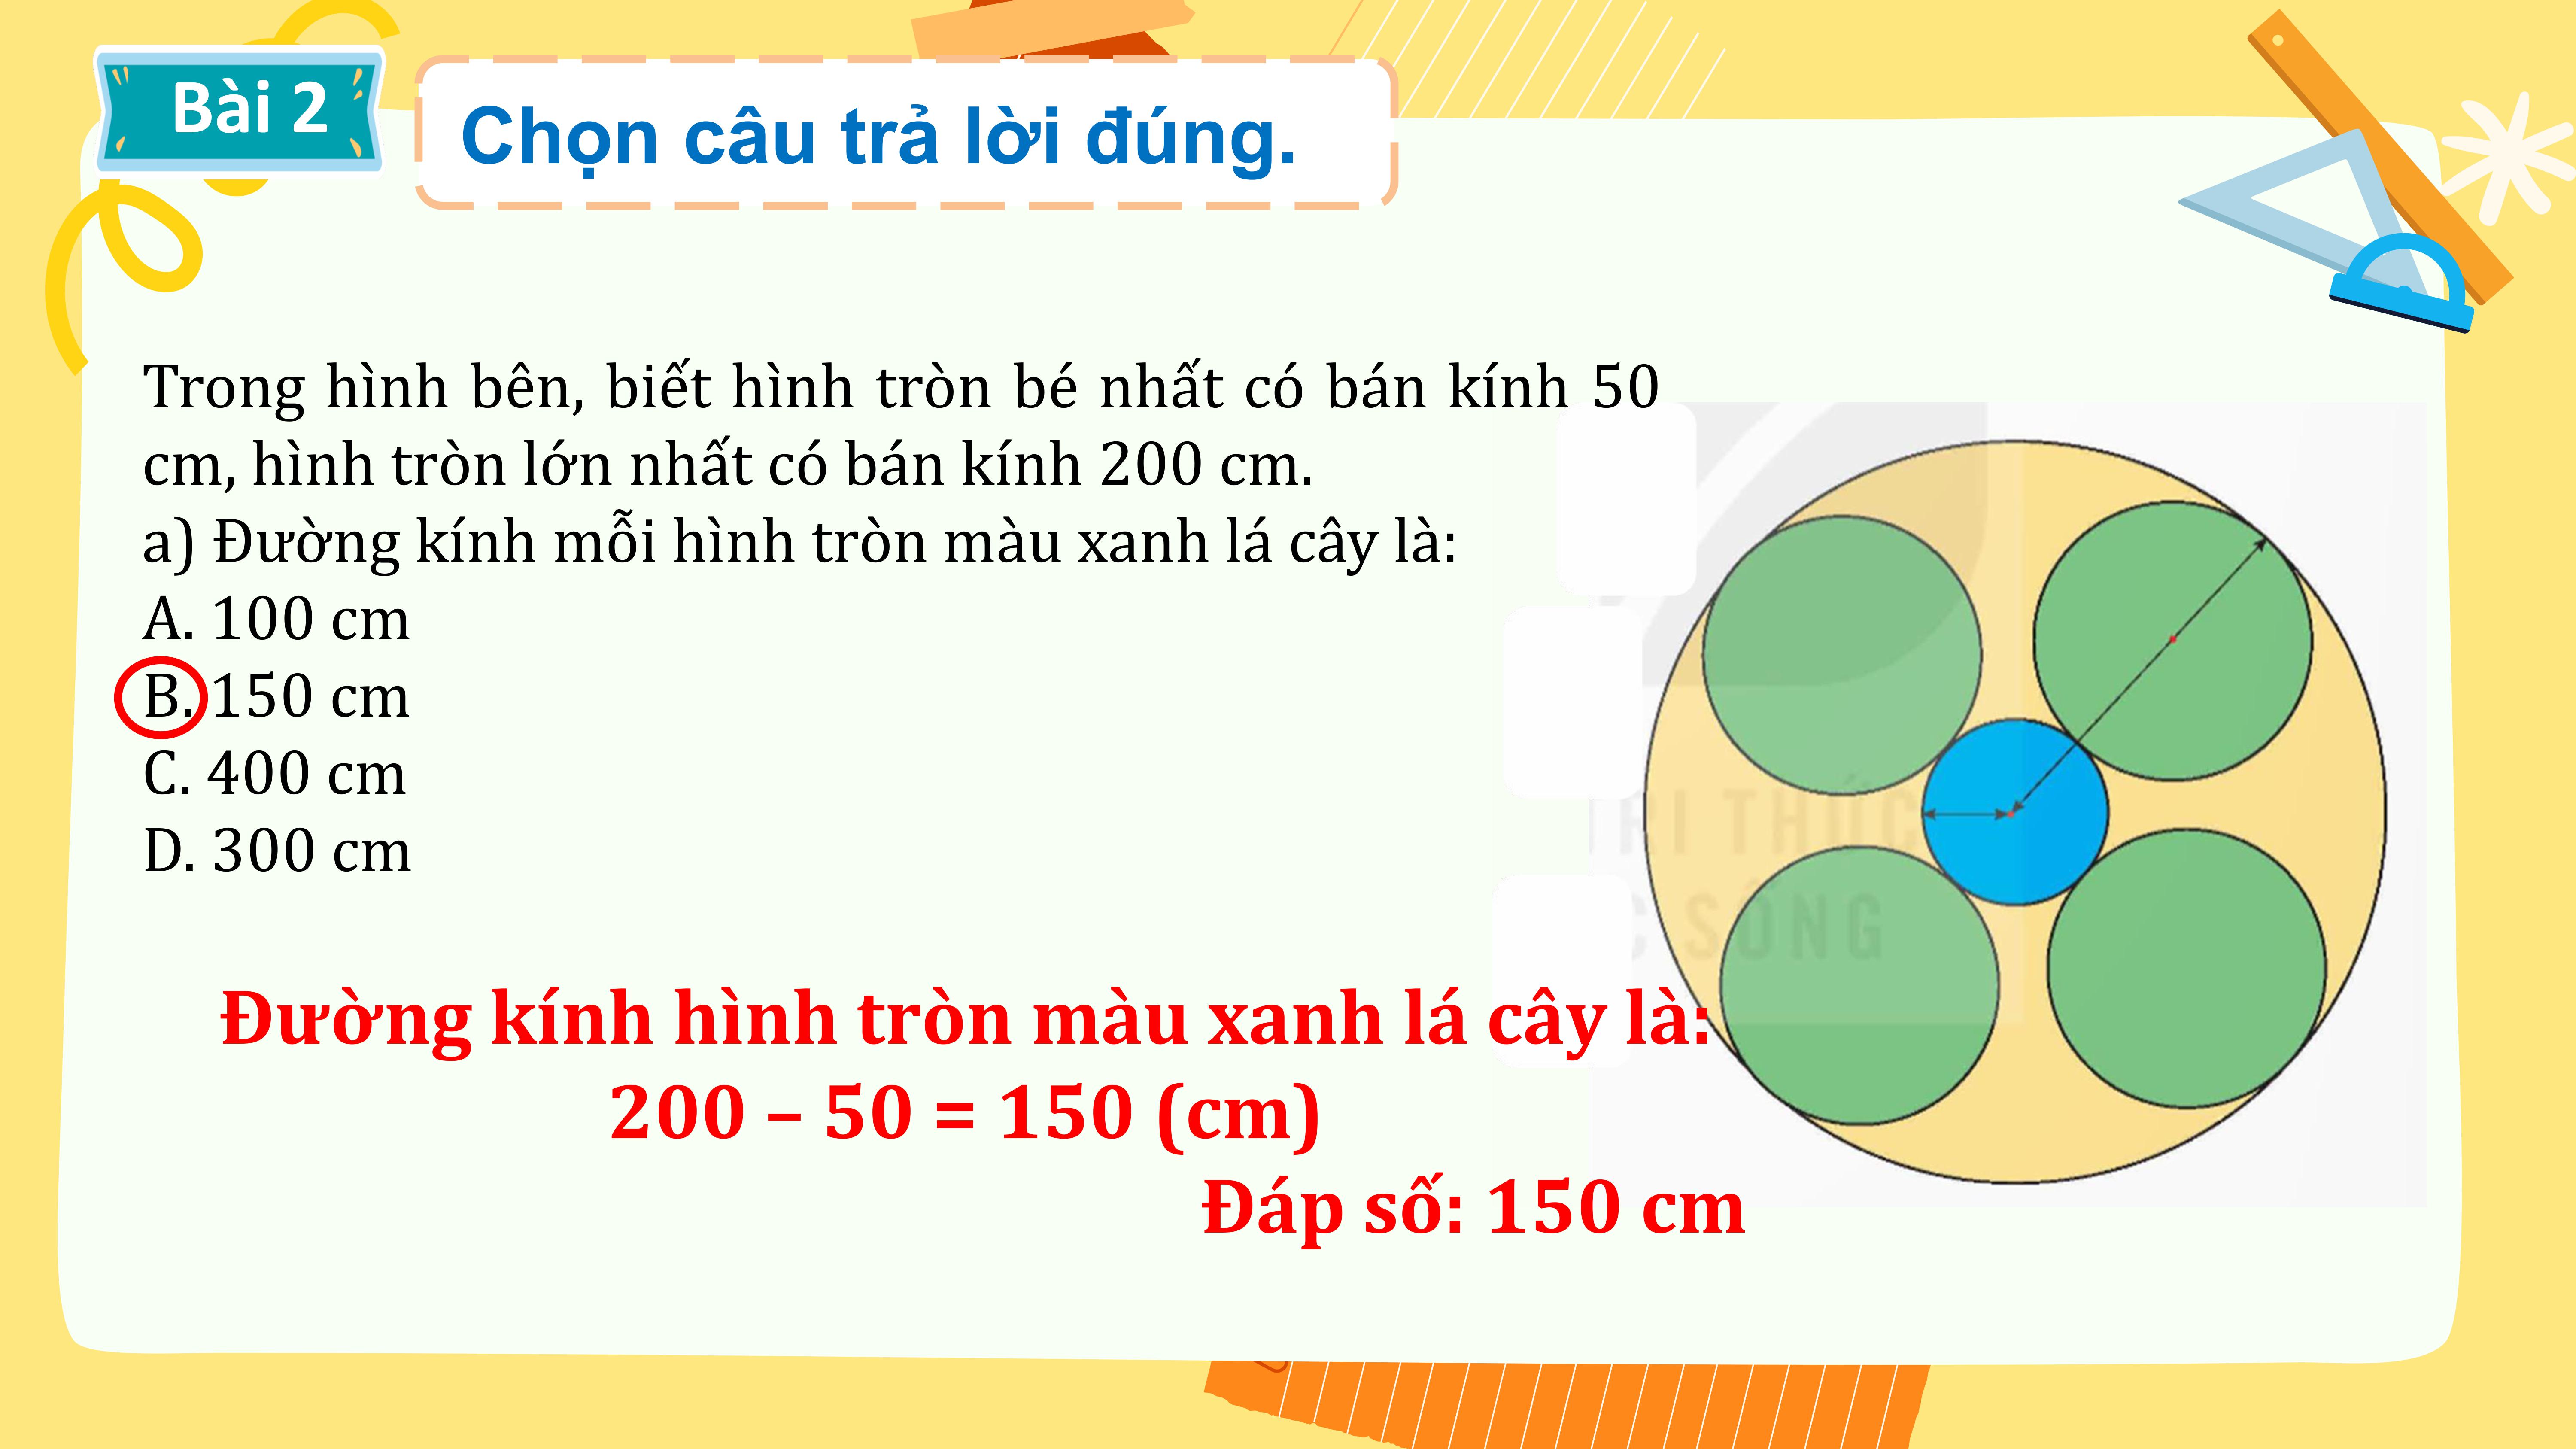 Bài 2
Chọn câu trả lời đúng.
Trong hình bên, biết hình tròn bé nhất có bán kính 50
cm, hình tròn lớn nhất có bán kính 200 cm.
a) Đường kính mỗi hình tròn màu xanh lá cây là:
A. 100 cm
B. 150 cm
C. 400 cm
D. 300 cm
TRI THỨC
C SỐNG
Đường kính hình tròn màu xanh lá cây là:
200 – 50 = 150 (cm)
Đáp số: 150 cm